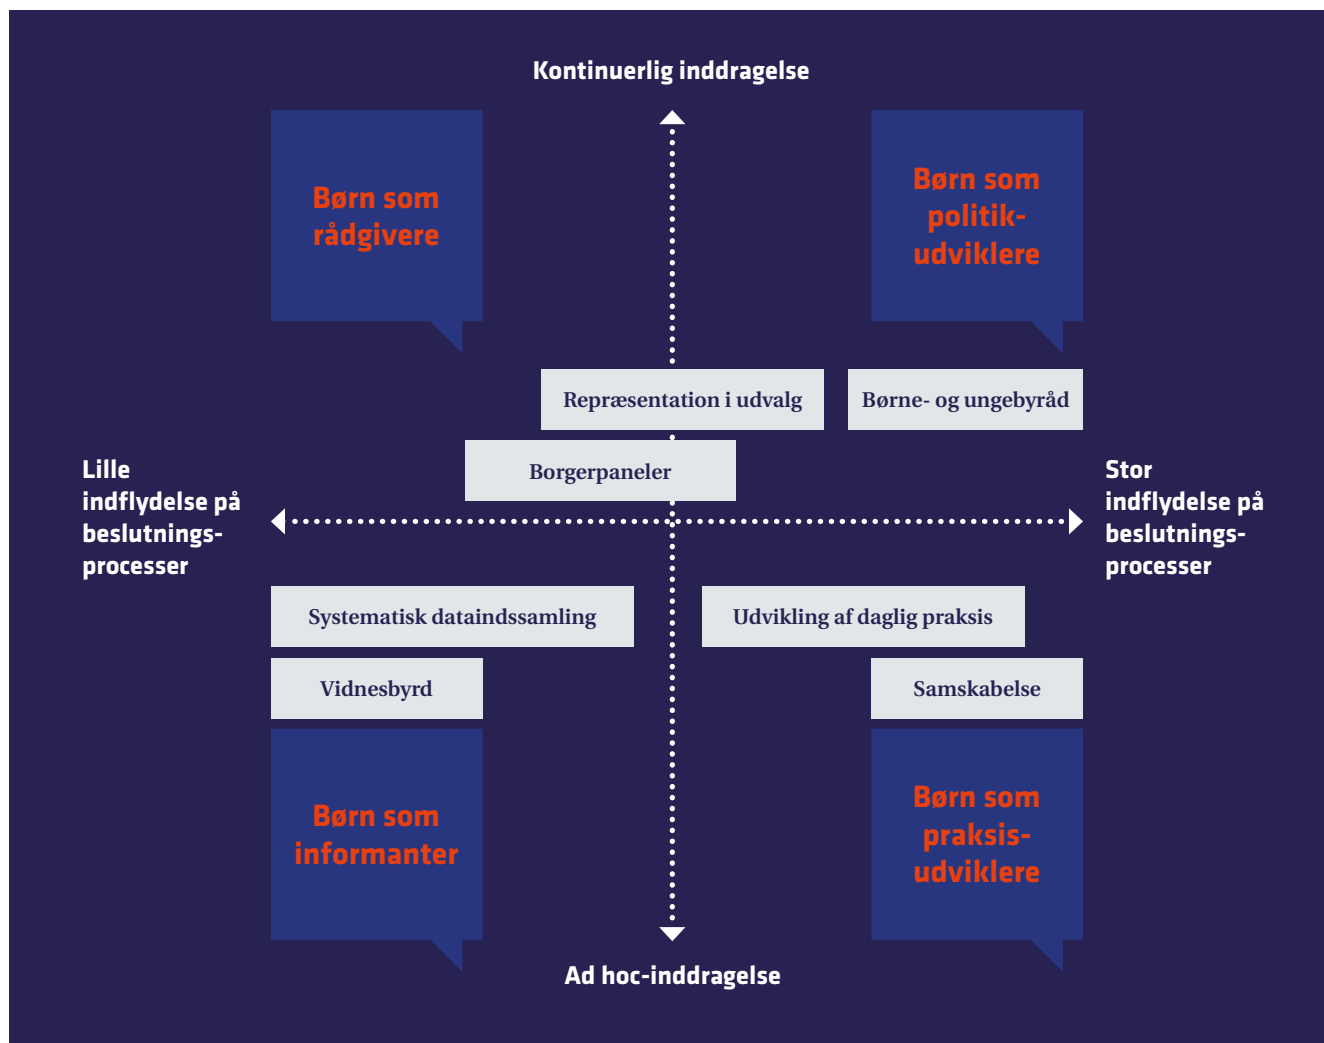 Kontinuerlig inddragelse
Børn som
rådgivere
Børn som
politik-
udviklere
Repræsentation i udvalg
Børne- og ungebyråd
Borgerpaneler
Lille
indflydelse på
beslutnings-
processer
Stor
indflydelse på
beslutnings-
processer
Systematisk dataindssamling
Udvikling af daglig praksis
Vidnesbyrd
Samskabelse
Børn som
informanter
Børn som
praksis-
udviklere
Ad hoc-inddragelse